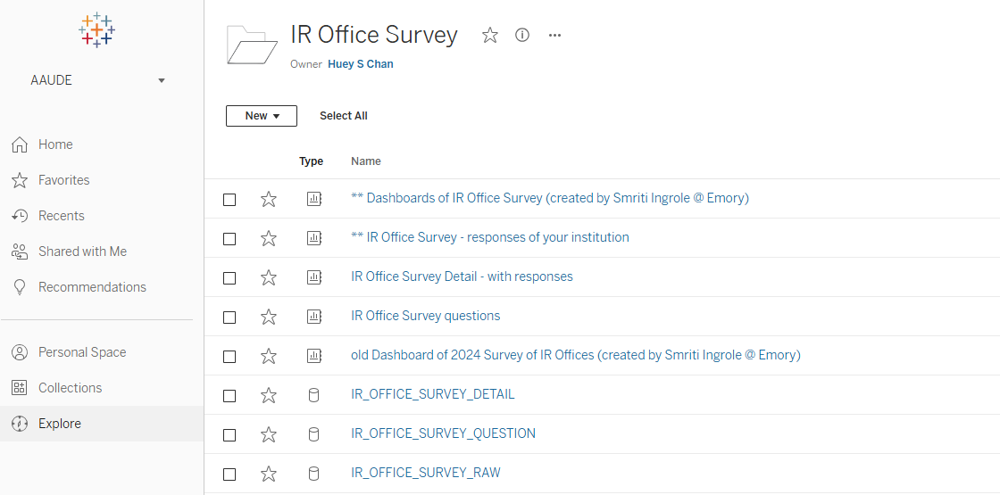 IR Office Survey
Owner Huey S Chan
AAUDE
New
Select All
Home
Favorites
Recents
Shared with Me
Recommendations
Personal Space
Collections
Explore
Type Name
** Dashboards of IR Office Survey (created by Smriti Ingrole @ Emory)
** IR Office Survey - responses of your institution
IR Office Survey Detail - with responses
IR Office Survey questions
old Dashboard of 2024 Survey of IR Offices (created by Smriti Ingrole @ Emory)
IR_OFFICE_SURVEY_DETAIL
IR_OFFICE_SURVEY_QUESTION
IR_OFFICE_SURVEY_RAW